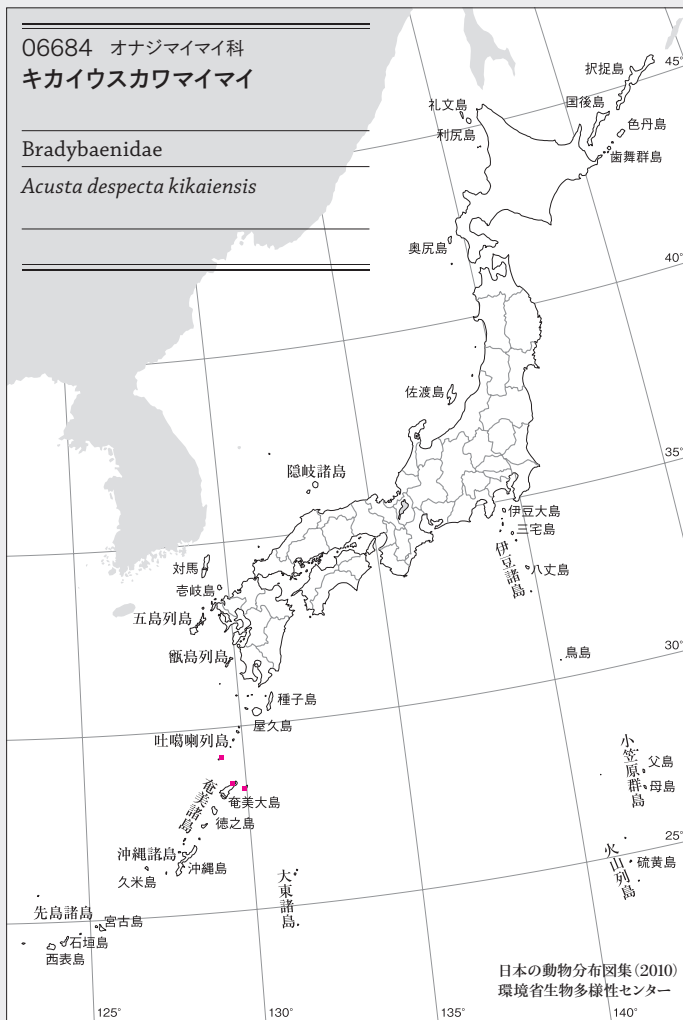 06684 オナジマイマイ科
キカイウスカワマイマイ
Bradybaenidae
Acusta despecta kikaiensis
択捉島
45°
国後島
礼文島
色丹島
利尻島
歯舞群島
奥尻島
40°
佐渡島
35°
隠岐諸島
伊豆大島
三宅島
伊豆諸島
八丈島
対馬
壱岐島
五島列島
甑島列島
鳥島
30°
種子島
屋久島
吐噶喇列島
小笠原群島
父島
母島
奄美諸島
奄美大島
徳之島
25°
沖縄諸島
沖縄島
火山列島
硫黄島
久米島
大東諸島
先島諸島
宮古島
石垣島
西表島
日本の動物分布図集(2010)
環境省生物多様性センター
125°
130°
135°
140°